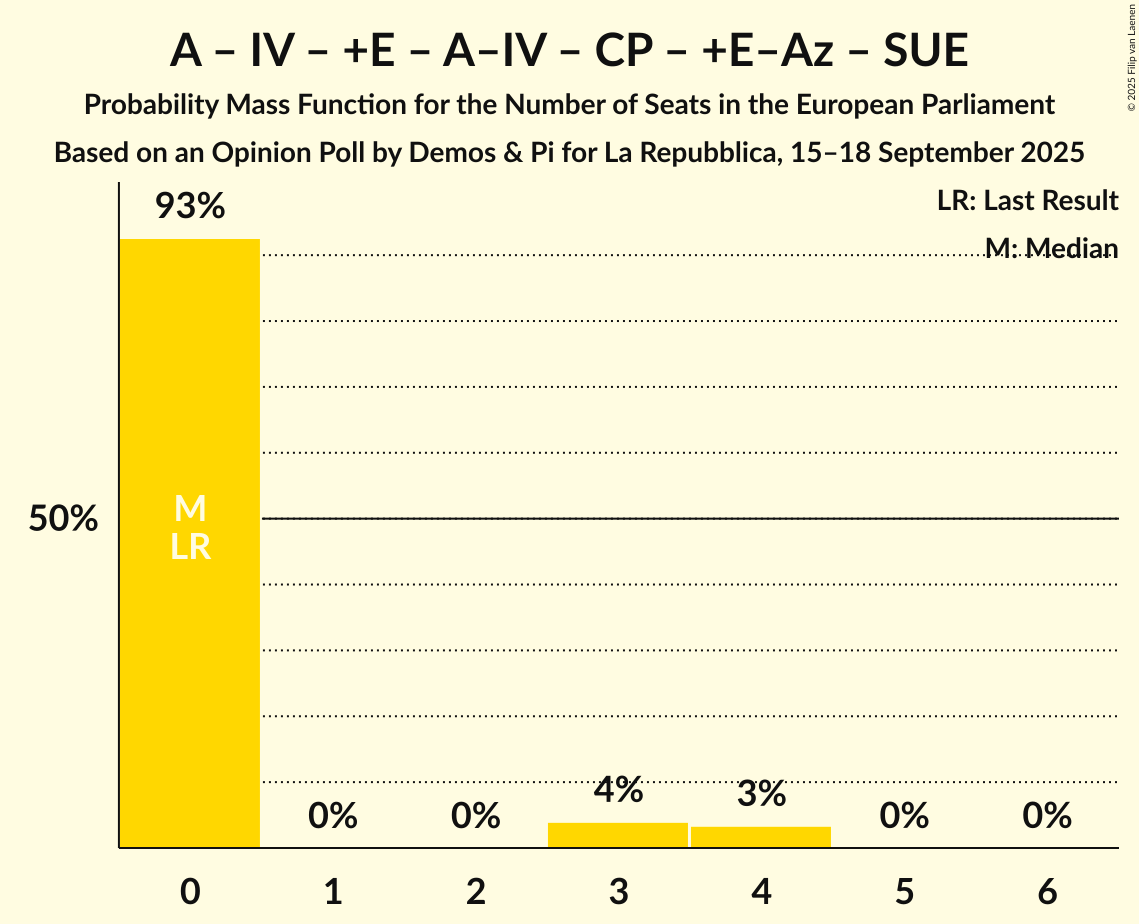 A – IV – +E – A–IV – CP – +E–Az – SUE
Probability Mass Function for the Number of Seats in the European Parliament
Based on an Opinion Poll by Demos & Pi for La Repubblica, 15–18 September 2025
© 2025 Filip van Laenen
LR: Last Result
M: Median
93%
50%
M
LR
0%
0%
4%
3%
0%
0%
0
1
2
3
4
5
6